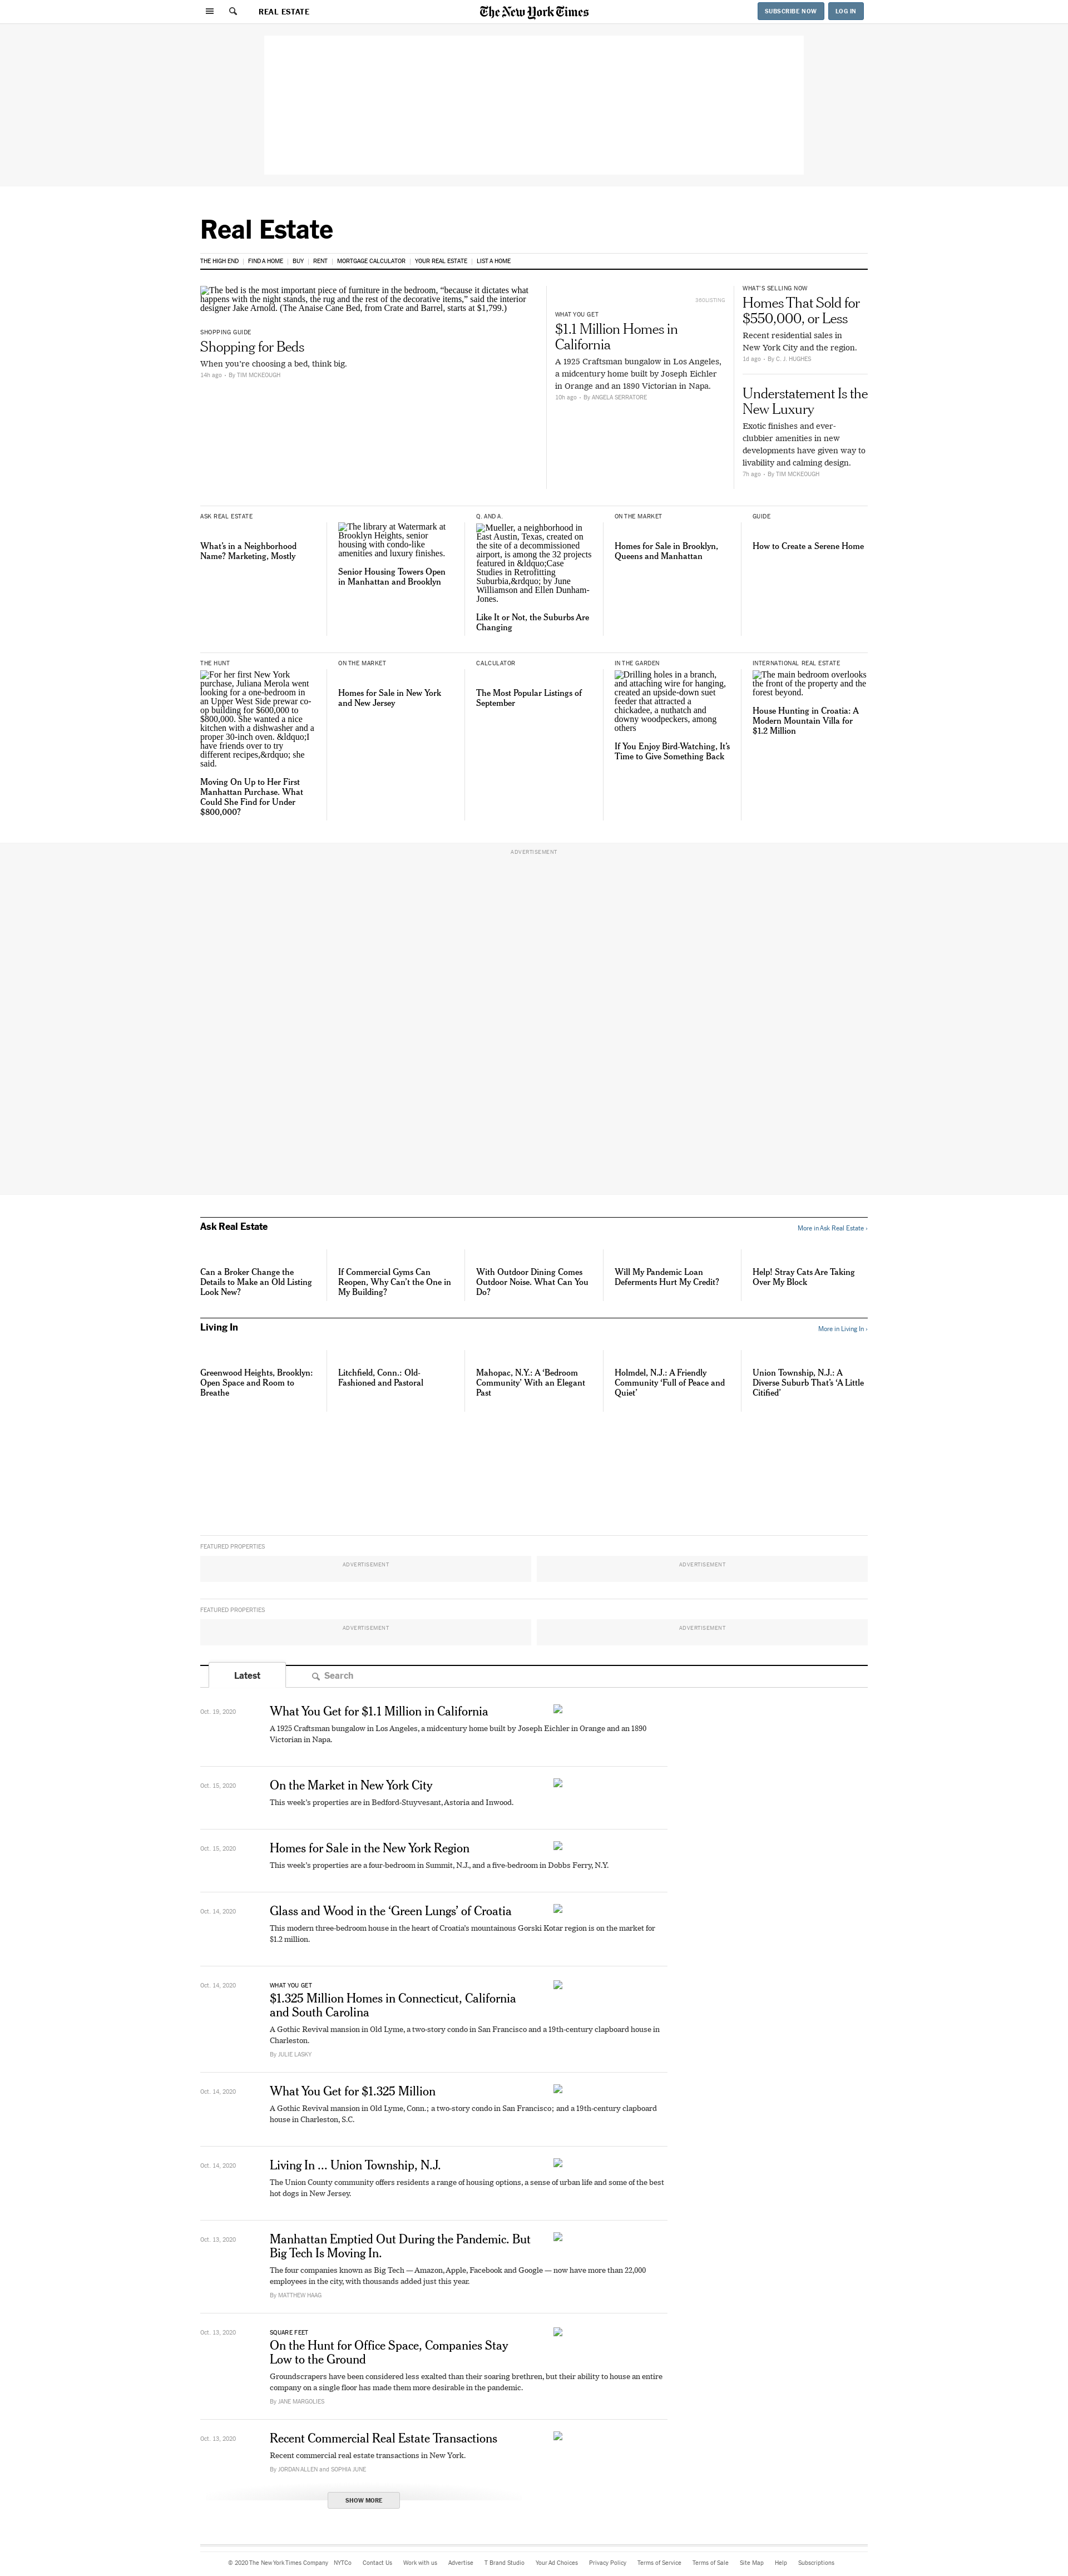 REAL ESTATE
The New York Times
SUBSCRIBE NOW
LOG IN
Real Estate
THE HIGH END | FIND A HOME | BUY | RENT | MORTGAGE CALCULATOR | YOUR REAL ESTATE | LIST A HOME
The bed is the most important piece of furniture in the bedroom, “because it dictates what
happens with the night stands, the rug and the rest of the decorative items,” said the interior
designer Jake Arnold. (The Anaise Cane Bed, from Crate and Barrel, starts at $1,799.)
SHOPPING GUIDE
Shopping for Beds
When you’re choosing a bed, think big.
14h ago • By TIM MCKEOUGH
390LISTING
WHAT YOU GET
$1.1 Million Homes in
California
A 1925 Craftsman bungalow in Los Angeles,
a midcentury home built by Joseph Eichler
in Orange and an 1890 Victorian in Napa.
10h ago • By ANGELA SERRATORE
WHAT'S SELLING NOW
Homes That Sold for
$550,000, or Less
Recent residential sales in
New York City and the region.
1d ago • By C. J. HUGHES
Understatement Is the
New Luxury
Exotic finishes and ever-
clubbier amenities in new
developments have given way to
livability and calming design.
7h ago • By TIM MCKEOUGH
ASK REAL ESTATE
What’s in a Neighborhood
Name? Marketing, Mostly
The library at Watermark at
Brooklyn Heights, senior
housing with condo-like
amenities and luxury finishes.
Senior Housing Towers Open
in Manhattan and Brooklyn
Q. AND A.
Mueller, a neighborhood in
East Austin, Texas, created on
the site of a decommissioned
airport, is among the 32 projects
featured in &ldquo;Case
Studies in Retrofitting
Suburbia,&rdquo; by June
Williamson and Ellen Dunham-
Jones.
Like It or Not, the Suburbs Are
Changing
ON THE MARKET
Homes for Sale in Brooklyn,
Queens and Manhattan
GUIDE
How to Create a Serene Home
THE HUNT
For her first New York
purchase, Juliana Merola went
looking for a one-bedroom in
an Upper West Side prewar co-
op building for $600,000 to
$800,000. She wanted a nice
kitchen with a dishwasher and a
proper 30-inch oven. &ldquo;I
have friends over to try
different recipes,&rdquo; she
said.
Moving On Up to Her First
Manhattan Purchase. What
Could She Find for Under
$800,000?
ON THE MARKET
Homes for Sale in New York
and New Jersey
CALCULATOR
The Most Popular Listings of
September
IN THE GARDEN
Drilling holes in a branch,
and attaching wire for hanging,
created an upside-down suet
feeder that attracted a
chickadee, a nuthatch and
downy woodpeckers, among
others
If You Enjoy Bird-Watching, It’s
Time to Give Something Back
INTERNATIONAL REAL ESTATE
The main bedroom overlooks
the front of the property and the
forest beyond.
House Hunting in Croatia: A
Modern Mountain Villa for
$1.2 Million
ADVERTISEMENT
Ask Real Estate
More in Ask Real Estate ›
Can a Broker Change the
Details to Make an Old Listing
Look New?
If Commercial Gyms Can
Reopen, Why Can’t the One in
My Building?
With Outdoor Dining Comes
Outdoor Noise. What Can You
Do?
Will My Pandemic Loan
Deferments Hurt My Credit?
Help! Stray Cats Are Taking
Over My Block
Living In
More in Living In ›
Greenwood Heights, Brooklyn:
Open Space and Room to
Breathe
Litchfield, Conn.: Old-
Fashioned and Pastoral
Mahopac, N.Y.: A ‘Bedroom
Community’ With an Elegant
Past
Holmdel, N.J.: A Friendly
Community ‘Full of Peace and
Quiet’
Union Township, N.J.: A
Diverse Suburb That’s ‘A Little
Citified’
FEATURED PROPERTIES
ADVERTISEMENT
ADVERTISEMENT
FEATURED PROPERTIES
ADVERTISEMENT
ADVERTISEMENT
Latest
Search
Oct. 19, 2020
What You Get for $1.1 Million in California
A 1925 Craftsman bungalow in Los Angeles, a midcentury home built by Joseph Eichler in Orange and an 1890
Victorian in Napa.
Oct. 15, 2020
On the Market in New York City
This week’s properties are in Bedford-Stuyvesant, Astoria and Inwood.
Oct. 15, 2020
Homes for Sale in the New York Region
This week’s properties are a four-bedroom in Summit, N.J., and a five-bedroom in Dobbs Ferry, N.Y.
Oct. 14, 2020
Glass and Wood in the ‘Green Lungs’ of Croatia
This modern three-bedroom house in the heart of Croatia’s mountainous Gorski Kotar region is on the market for
$1.2 million.
Oct. 14, 2020
WHAT YOU GET
$1.325 Million Homes in Connecticut, California
and South Carolina
A Gothic Revival mansion in Old Lyme, a two-story condo in San Francisco and a 19th-century clapboard house in
Charleston.
By JULIE LASKY
Oct. 14, 2020
What You Get for $1.325 Million
A Gothic Revival mansion in Old Lyme, Conn.; a two-story condo in San Francisco; and a 19th-century clapboard
house in Charleston, S.C.
Oct. 14, 2020
Living In ... Union Township, N.J.
The Union County community offers residents a range of housing options, a sense of urban life and some of the best
hot dogs in New Jersey.
Oct. 13, 2020
Manhattan Emptied Out During the Pandemic. But
Big Tech Is Moving In.
The four companies known as Big Tech — Amazon, Apple, Facebook and Google — now have more than 22,000
employees in the city, with thousands added just this year.
By MATTHEW HAAG
Oct. 13, 2020
SQUARE FEET
On the Hunt for Office Space, Companies Stay
Low to the Ground
Groundscrapers have been considered less exalted than their soaring brethren, but their ability to house an entire
company on a single floor has made them more desirable in the pandemic.
By JANE MARGOLIES
Oct. 13, 2020
Recent Commercial Real Estate Transactions
Recent commercial real estate transactions in New York.
By JORDAN ALLEN and SOPHIA JUNE
SHOW MORE
© 2020 The New York Times Company NYTCo Contact Us Work with us Advertise T Brand Studio Your Ad Choices Privacy Policy Terms of Service Terms of Sale Site Map Help Subscriptions